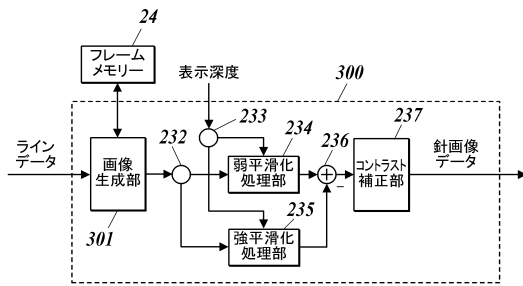 24
フレーム
メモリー
表示深度
300
233
237
232
234
236
ライン
データ
画像
生成部
弱平滑化
処理部
コントラスト
補正部
針画像
データ
−
235
301
強平滑化
処理部